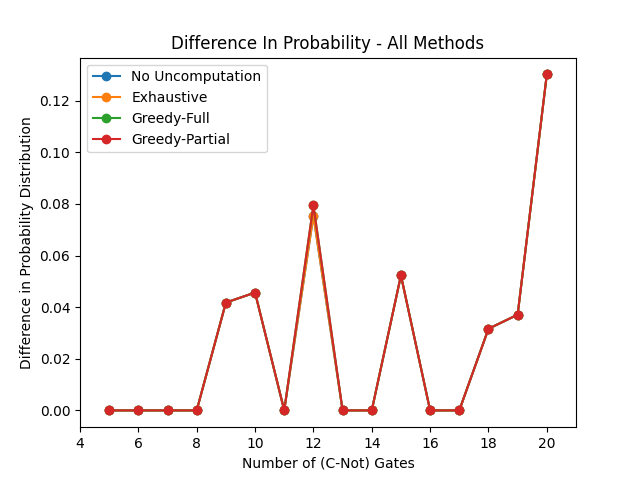 Difference In Probability - All Methods
No Uncomputation
Exhaustive
Greedy-Full
Greedy-Partial
Difference in Probability Distribution
0.12
0.10
0.08
0.06
0.04
0.02
0.00
4 6 8 10 12 14 16 18 20
Number of (C-Not) Gates